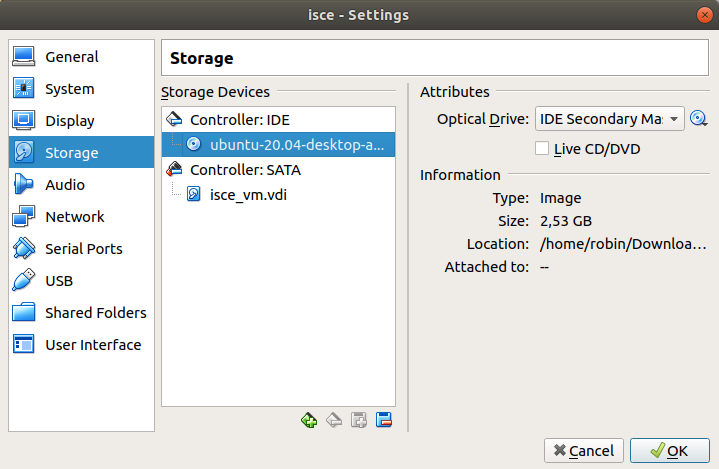 isce - Settings
General
System
Display
Storage
Audio
Network
Serial Ports
USB
Shared Folders
User Interface
Storage
Storage Devices
Controller: IDE
ubuntu-20.04-desktop-a...
Controller: SATA
isce_vm.vdi
Attributes
Optical Drive: IDE Secondary Ma
Live CD/DVD
Information
Type: Image
Size: 2,53 GB
Location: /home/robin/Downloa...
Attached to: --
Cancel
OK